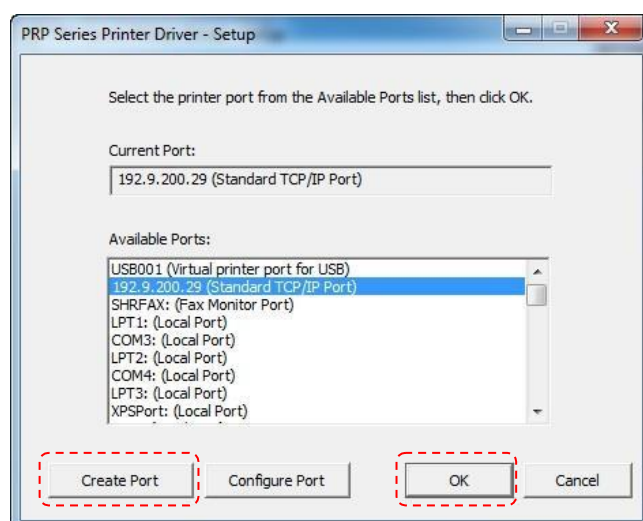 PRP Series Printer Driver - Setup
Select the printer port from the Available Ports list, then click OK.
Current Port:
192.9.200.29 (Standard TCP/IP Port)
Available Ports:
USB001 (Virtual printer port for USB)
192.9.200.29 (Standard TCP/IP Port)
SHRFAX: (Fax Monitor Port)
LPT1: (Local Port)
COM3: (Local Port)
LPT2: (Local Port)
COM4: (Local Port)
LPT3: (Local Port)
XPSPort: (Local Port)
Create Port Configure Port OK Cancel